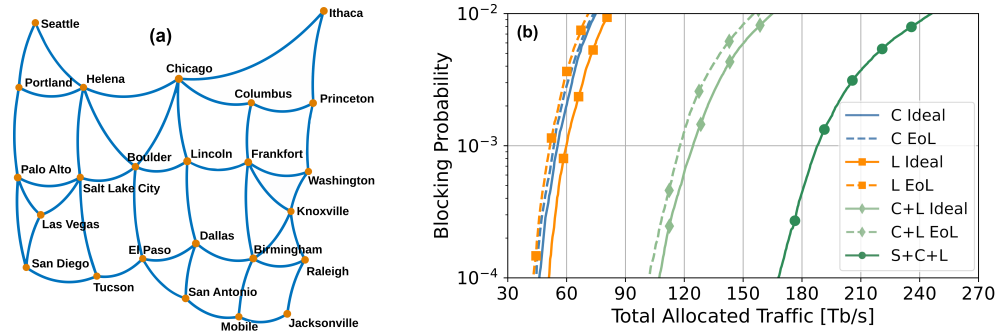 Ithaca
Seattle
(a)
Chicago
Portland
Helena
Columbus
Princeton
Boulder
Lincoln
Frankfort
Palo Alto
Salt Lake City
Washington
Las Vegas
Knoxville
Dallas
El Paso
Birmingham
San Diego
Raleigh
Tucson
San Antonio
Mobile
Jacksonville
(b)
Blocking Probability
10⁻²
10⁻³
10⁻⁴
C Ideal
C EoL
L Ideal
L EoL
C+L Ideal
C+L EoL
S+C+L
30 60 90 120 150 180 210 240 270
Total Allocated Traffic [Tb/s]